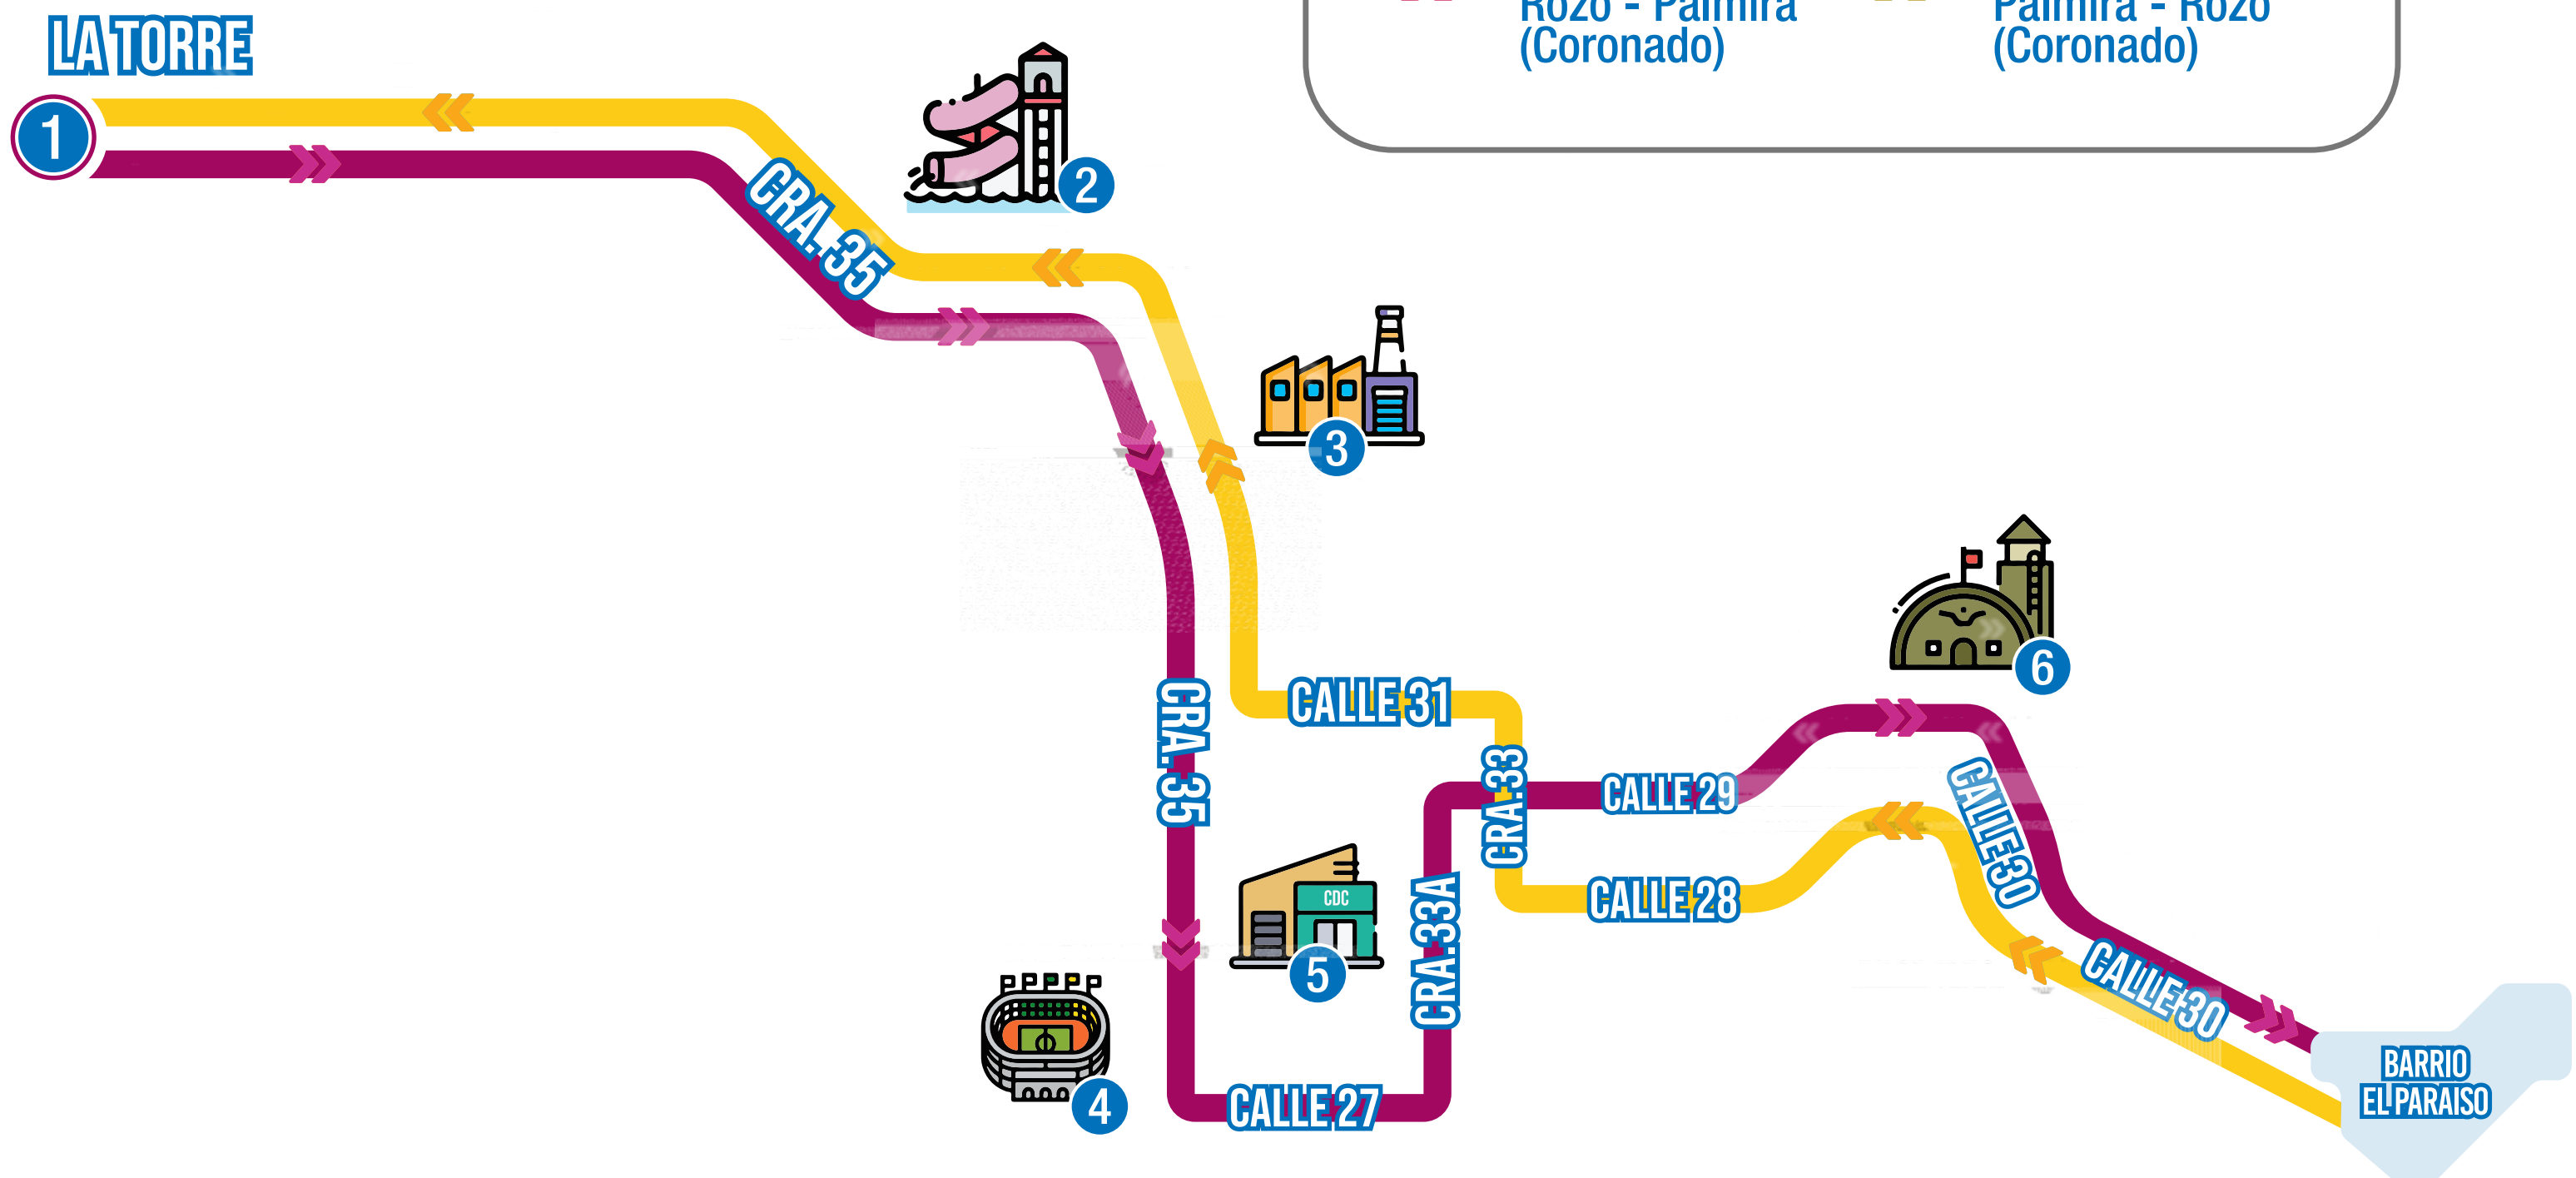 Rozo - Palmira
(Coronado)
Palmira - Rozo
(Coronado)
LA TORRE
1
2
CRA. 35
3
6
CALLE 31
CRA. 35
CRA.33
CALLE 29
CALLE 30
CALLE 28
CDC
5
CRA.33A
4
CALLE 27
CALLE 30
BARRIO
EL PARAISO